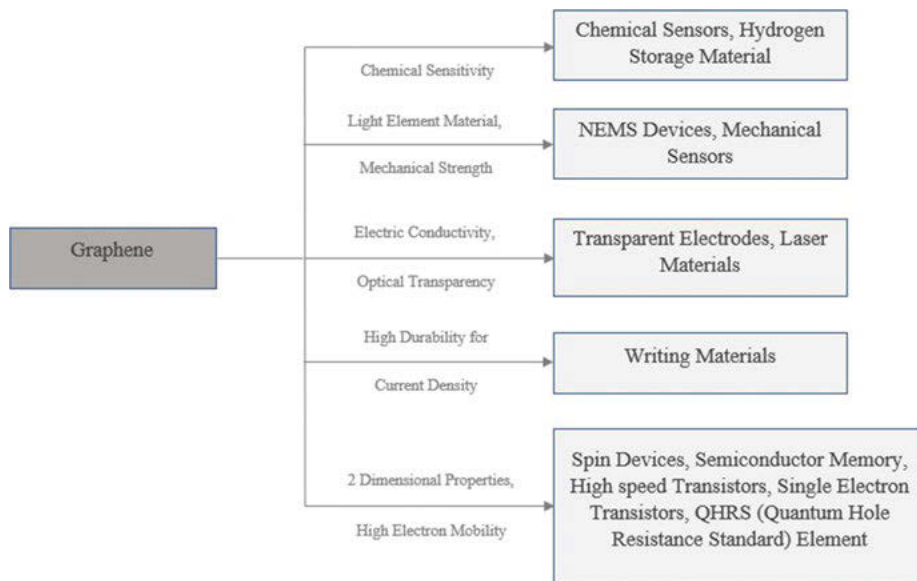 Chemical Sensitivity
Chemical Sensors, Hydrogen
Storage Material
Light Element Material,
Mechanical Strength
NEMS Devices, Mechanical
Sensors
Graphene
Electric Conductivity,
Optical Transparency
Transparent Electrodes, Laser
Materials
High Durability for
Current Density
Writing Materials
2 Dimensional Properties,
High Electron Mobility
Spin Devices, Semiconductor Memory,
High speed Transistors, Single Electron
Transistors, QHRS (Quantum Hole
Resistance Standard) Element